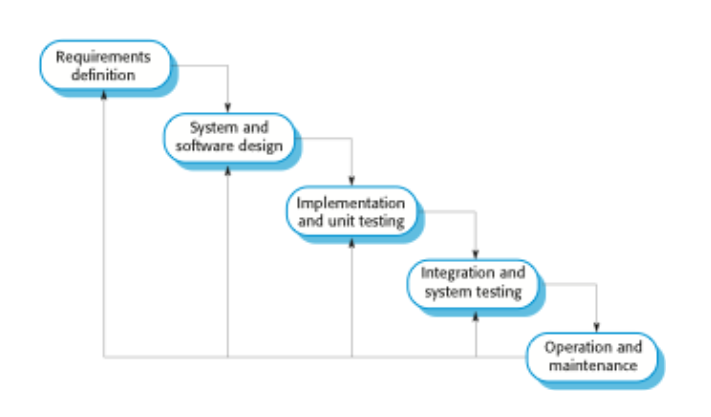 Requirements
definition
System and
software design
Implementation
and unit testing
Integration and
system testing
Operation and
maintenance